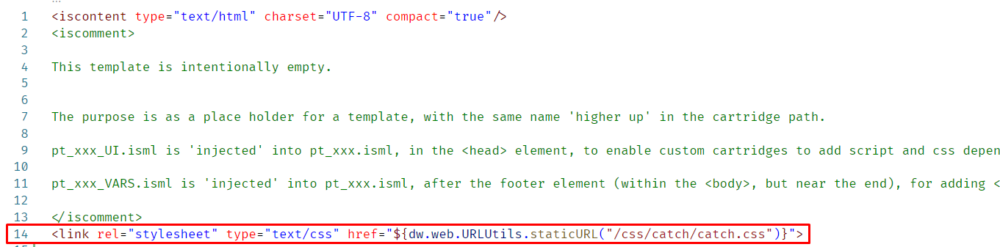 1 <iscontent type="text/html" charset="UTF-8" compact="true"/>
2 <iscomment>
3
4 This template is intentionally empty.
5
6
7 The purpose is as a place holder for a template, with the same name 'higher up' in the cartridge path.
8
9 pt_xxx_UI.isml is 'injected' into pt_xxx.isml, in the <head> element, to enable custom cartridges to add script and css depen
10
11 pt_xxx_VARS.isml is 'injected' into pt_xxx.isml, after the footer element (within the <body>, but near the end), for adding <
12
13 </iscomment>
14 <link rel="stylesheet" type="text/css" href="${dw.web.URLUtils.staticURL("/css/catch/catch.css")}">